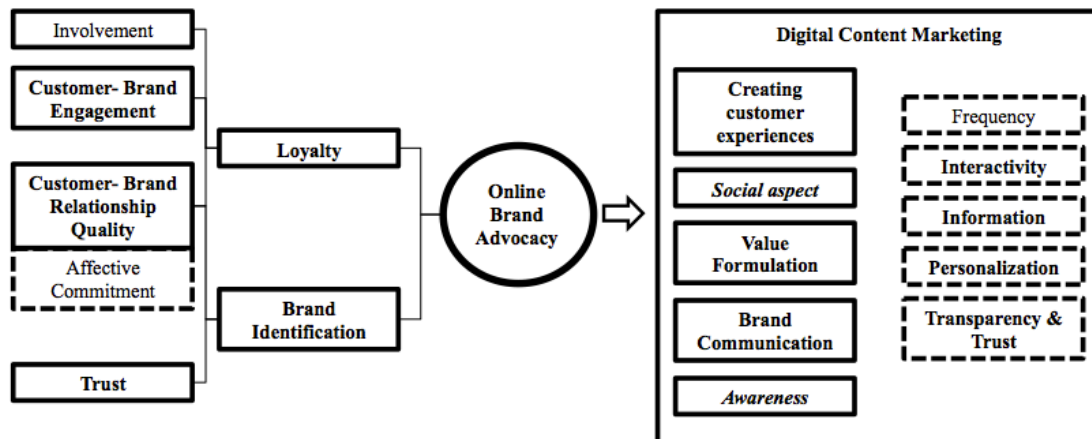 Involvement
Customer- Brand
Engagement
Customer- Brand
Relationship
Quality
Affective
Commitment
Trust
Loyalty
Brand
Identification
Online
Brand
Advocacy
Digital Content Marketing
Creating
customer
experiences
Social aspect
Value
Formulation
Brand
Communication
Awareness
Frequency
Interactivity
Information
Personalization
Transparency &
Trust